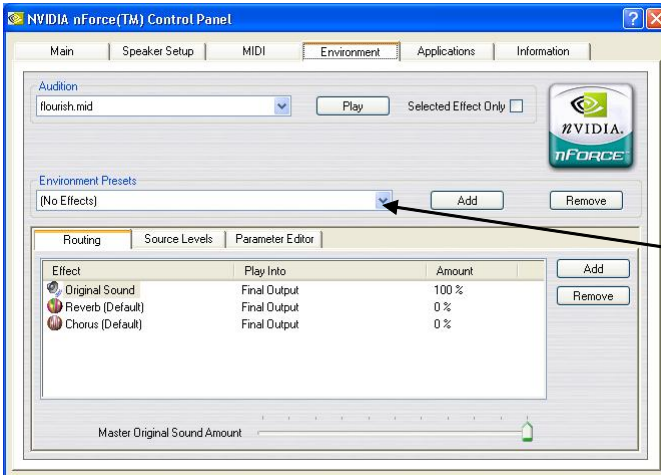 NVIDIA nForce(TM) Control Panel
Main Speaker Setup MIDI Environment Applications Information
Audition
flourish.mid Play Selected Effect Only
nVIDIA.
nFORCE
Environment Presets
(No Effects) Add Remove
Routing Source Levels Parameter Editor
Effect Play Into Amount Add
Original Sound Final Output 100 %
Reverb (Default) Final Output 0 % Remove
Chorus (Default) Final Output 0 %
Master Original Sound Amount